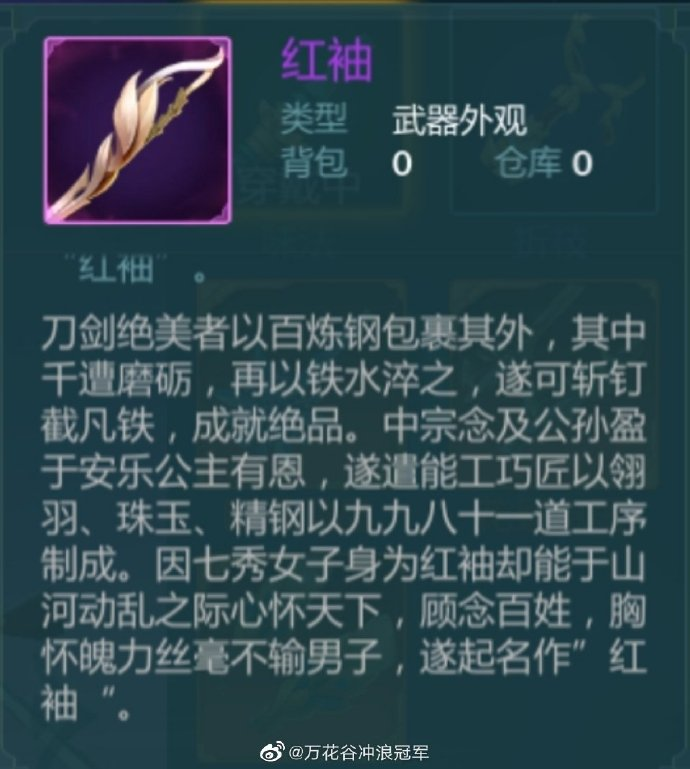 红袖
类型 武器外观
背包 0 仓库 0
穿戴中
“红袖”。
刀剑绝美者以百炼钢包裹其外，其中
千遭磨砺，再以铁水淬之，遂可斩钉
截凡铁，成就绝品。中宗念及公孙盈
于安乐公主有恩，遂遣能工巧匠以翎
羽、珠玉、精钢以九九八十一道工序
制成。因七秀女子身为红袖却能于山
河动乱之际心怀天下，顾念百姓，胸
怀魄力丝毫不输男子，遂起名作”红
袖“。
@万花谷冲浪冠军